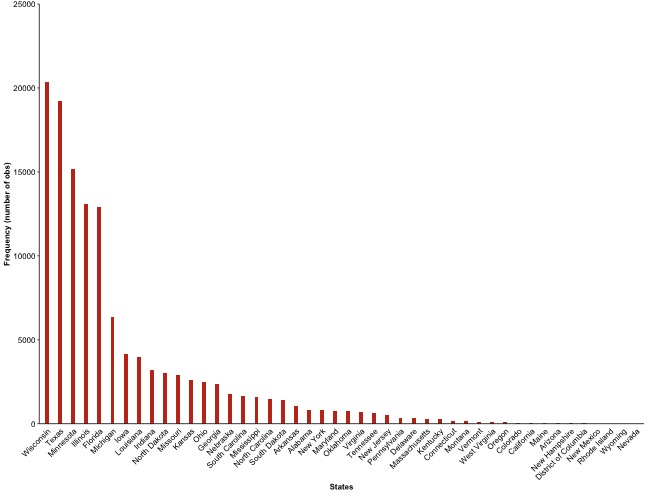 25000
20000
15000
10000
5000
0
Frequency (number of obs)
Wisconsin
Texas
Minnesota
Illinois
Florida
Michigan
Iowa
Louisiana
Indiana
North Dakota
Missouri
Kansas
Ohio
Georgia
Nebraska
South Carolina
Mississippi
North Carolina
South Dakota
Arkansas
Alabama
New York
Maryland
Oklahoma
Virginia
Tennessee
New Jersey
Pennsylvania
Delaware
Massachusetts
Kentucky
Connecticut
Montana
Vermont
West Virginia
Oregon
Colorado
California
Maine
Arizona
New Hampshire
District of Columbia
New Mexico
Rhode Island
Wyoming
Nevada
States